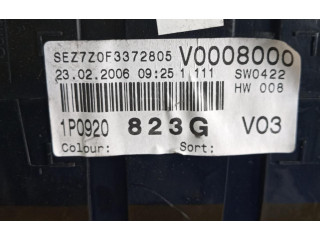 SEZ7Z0F3372805 V0008000
23.02.2006 09:25 1 111 SW0422
HW 008
1P0920 823G V03
Colour: Sort: